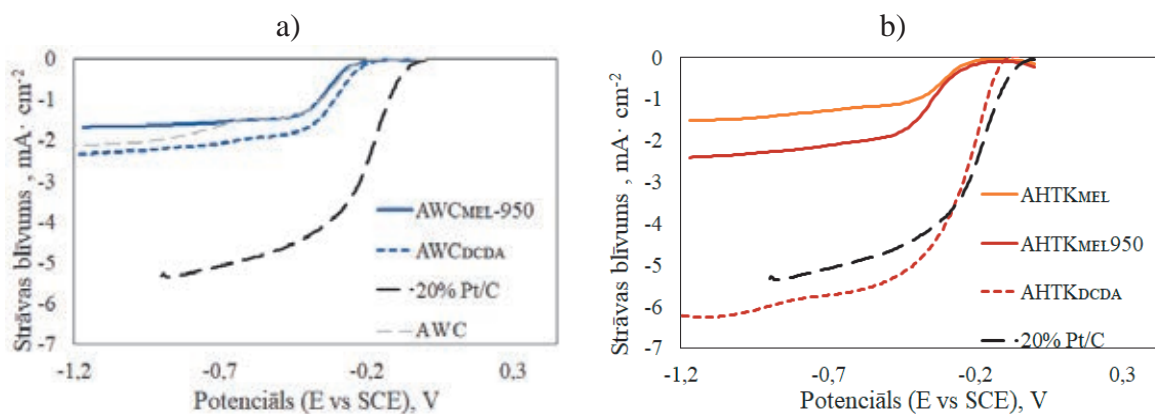 a)
0
-1
-2
-3
-4
-5
-6
-7
Strāvas blīvums , mA· cm-2
AWCMEL-950
AWCDCDA
20% Pt/C
AWC
-1,2
-0,7
-0,2
0,3
Potenciāls (E vs SCE), V
b)
0
-1
-2
-3
-4
-5
-6
-7
Strāvas blīvums , mA· cm-2
AHTKMEL
AHTKMEL950
AHTKDCDA
20% Pt/C
-1,2
-0,7
-0,2
0,3
Potenciāls (E vs SCE), V